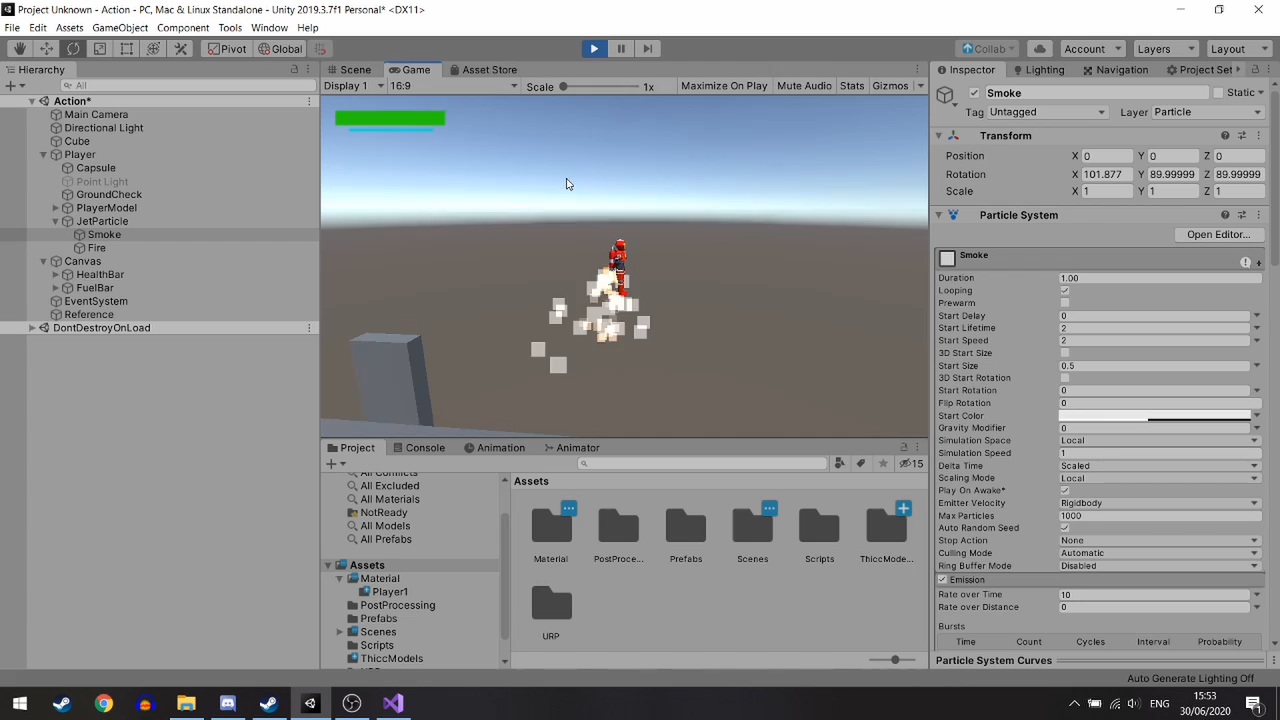 Project Unknown - Action - PC, Mac & Linux Standalone - Unity 2019.3.7f1 Personal* <DX11>
File Edit Assets GameObject Component Tools Window Help
Pivot Global Collab Account Layers Layout
Hierarchy
All
Action*
Main Camera
Directional Light
Cube
Player
Capsule
Point Light
GroundCheck
PlayerModel
JetParticle
Smoke
Fire
Canvas
HealthBar
FuelBar
EventSystem
Reference
DontDestroyOnLoad
Scene Game Asset Store
Display 1 16:9 Scale 1x Maximize On Play Mute Audio Stats Gizmos
Project Console Animation Animator
15
All Conflicts
All Excluded
All Materials
NotReady
All Models
All Prefabs
Assets
Material
Player1
PostProcessing
Prefabs
Scenes
Scripts
ThiccModels
URP
Assets
Material PostProce... Prefabs Scenes Scripts ThiccMode...
URP
Inspector Lighting Navigation Project Set
Smoke Static
Tag Untagged Layer Particle
Transform
Position X 0 Y 0 Z 0
Rotation X 101.877 Y 89.99999 Z 89.99999
Scale X 1 Y 1 Z 1
Particle System
Open Editor...
Smoke
Duration 1.00
Looping
Prewarm
Start Delay 0
Start Lifetime 2
Start Speed 2
3D Start Size
Start Size 0.5
3D Start Rotation
Start Rotation 0
Flip Rotation 0
Start Color
Gravity Modifier 0
Simulation Space Local
Simulation Speed 1
Delta Time Scaled
Scaling Mode Local
Play On Awake*
Emitter Velocity Rigidbody
Max Particles 1000
Auto Random Seed
Stop Action None
Culling Mode Automatic
Ring Buffer Mode Disabled
Emission
Rate over Time 10
Rate over Distance 0
Bursts
Time Count Cycles Interval Probability
Particle System Curves
Auto Generate Lighting Off
ENG
15:53
30/06/2020
1